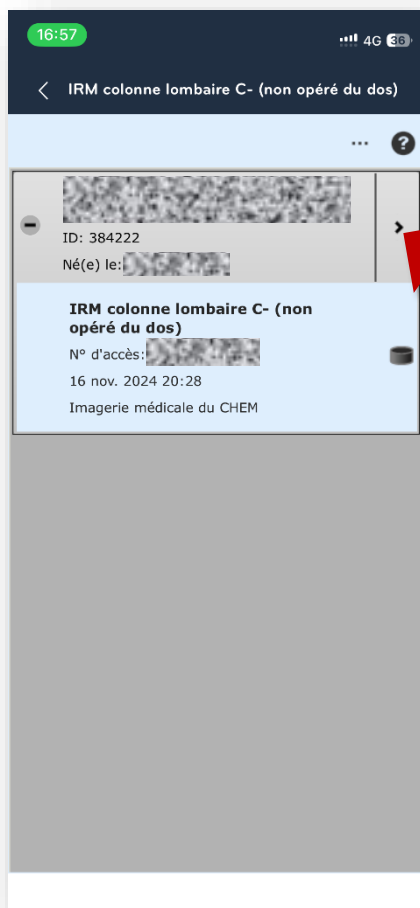 16:57
4G 36
IRM colonne lombaire C- (non opéré du dos)
...
?
ID: 384222
Né(e) le:
IRM colonne lombaire C- (non
opéré du dos)
N° d'accès:
16 nov. 2024 20:28
Imagerie médicale du CHEM